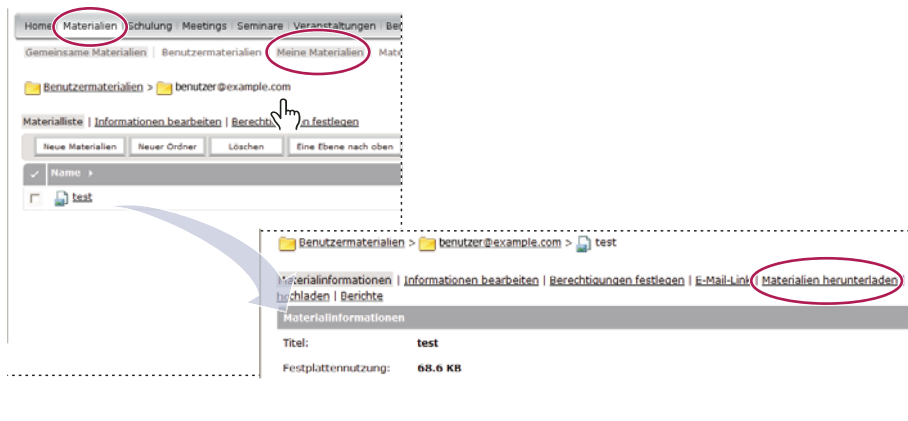 Home Materialien Schulung Meetings Seminare Veranstaltungen
Gemeinsame Materialien | Benutzermaterialien | Meine Materialien
Benutzermaterialien > benutzer@example.com
Materialliste | Informationen bearbeiten | festlegen
Neue Materialien Neuer Ordner Löschen Eine Ebene nach oben
Name
test
Benutzermaterialien > benutzer@example.com > test
Materialinformationen | Informationen bearbeiten | Berechtigungen festlegen | E-Mail-Link | Materialien herunterladen |
hochladen | Berichte
Materialinformationen
Titel: test
Festplattennutzung: 68.6 KB